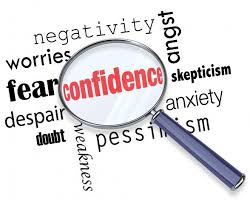 negativity
worries
angst
fear
confidence
skepticism
despair
anxiety
doubt
pessimism
weakness